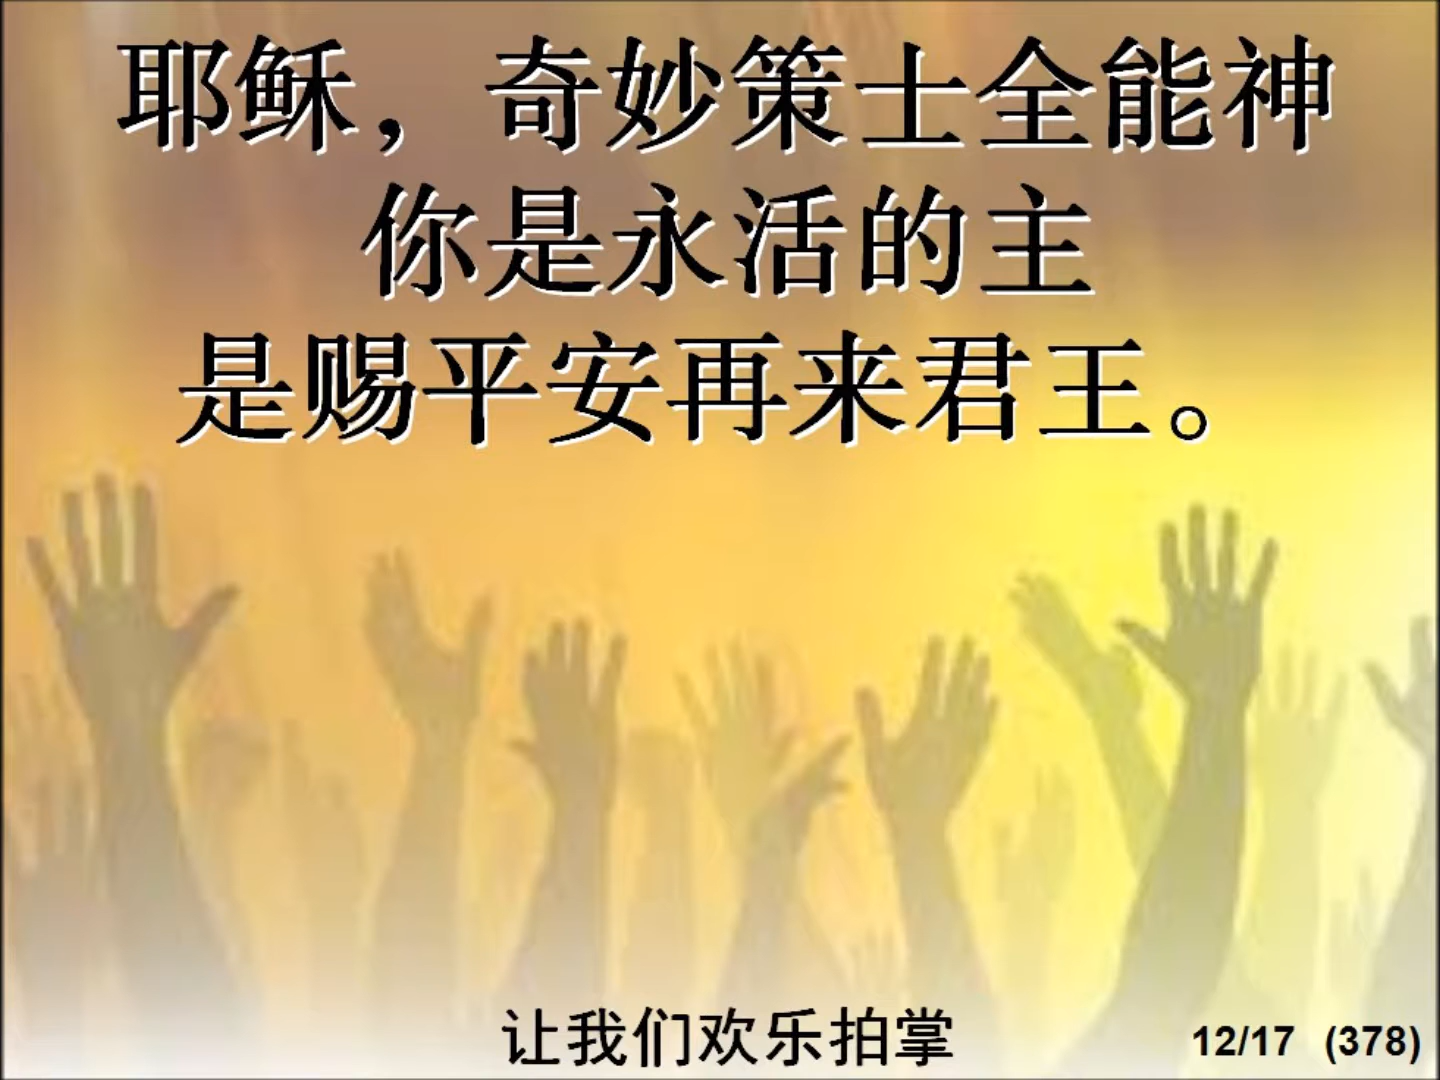 耶稣，奇妙策士全能神
你是永活的主
是赐平安再来君王。
让我们欢乐拍掌
12/17 (378)